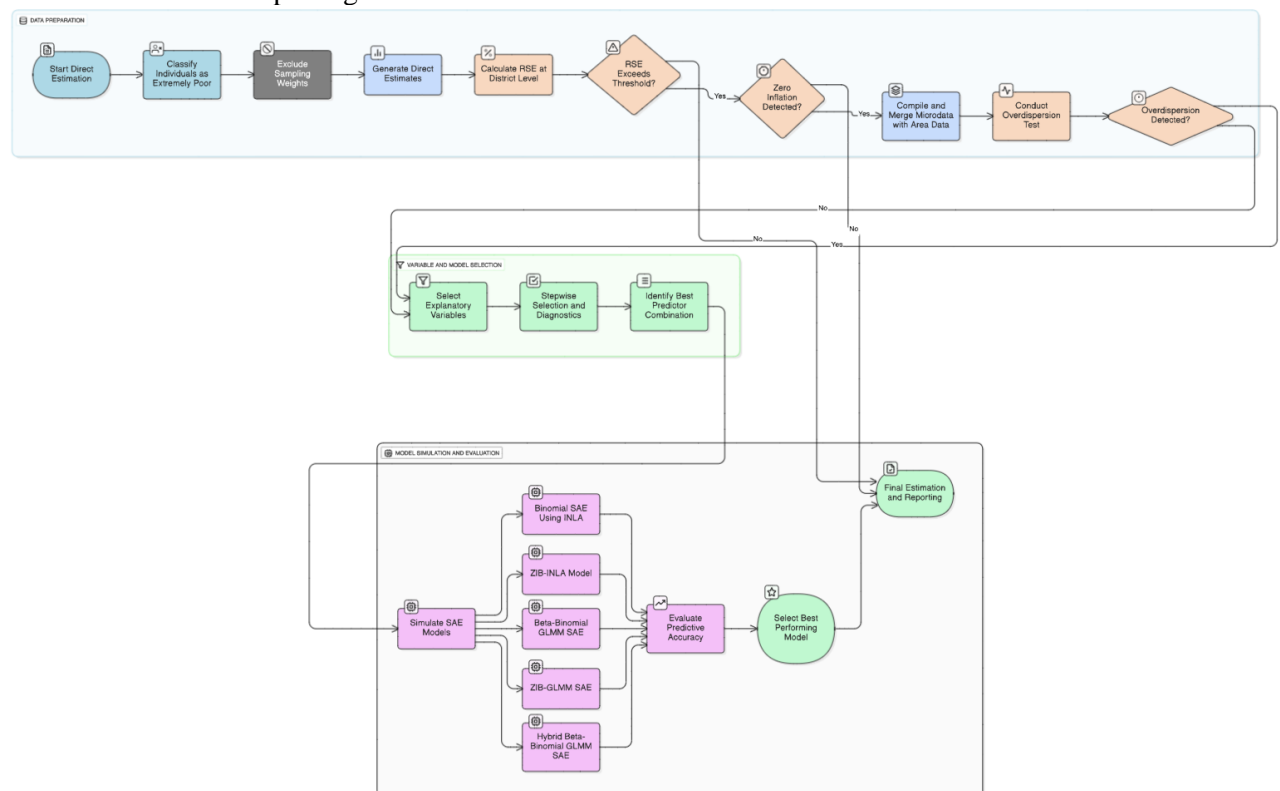 DATA PREPARATION
Start Direct
Estimation
Classify
Individuals as
Extremely Poor
Exclude
Sampling
Weights
Generate Direct
Estimates
Calculate RSE at
District Level
RSE
Exceeds
Threshold?
Yes
Zero
Inflation
Detected?
Yes
Compile and
Merge Microdata
with Area Data
Conduct
Overdispersion
Test
Overdispersion
Detected?
No
No
No
Yes
VARIABLE AND MODEL SELECTION
Select
Explanatory
Variables
Stepwise
Selection and
Diagnostics
Identify Best
Predictor
Combination
MODEL SIMULATION AND EVALUATION
Simulate SAE
Models
Binomial SAE
Using INLA
ZIB-INLA Model
Beta-Binomial
GLMM SAE
ZIB-GLMM SAE
Hybrid Beta-
Binomial GLMM
SAE
Evaluate
Predictive
Accuracy
Select Best
Performing
Model
Final Estimation
and Reporting